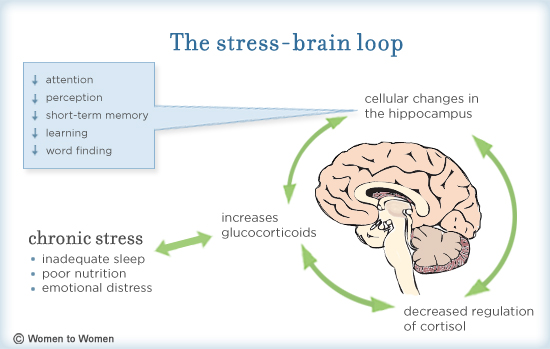 The stress-brain loop
↓ attention
↓ perception
↓ short-term memory
↓ learning
↓ word finding
cellular changes in
the hippocampus
increases
glucocorticoids
chronic stress
• inadequate sleep
• poor nutrition
• emotional distress
decreased regulation
of cortisol
© Women to Women